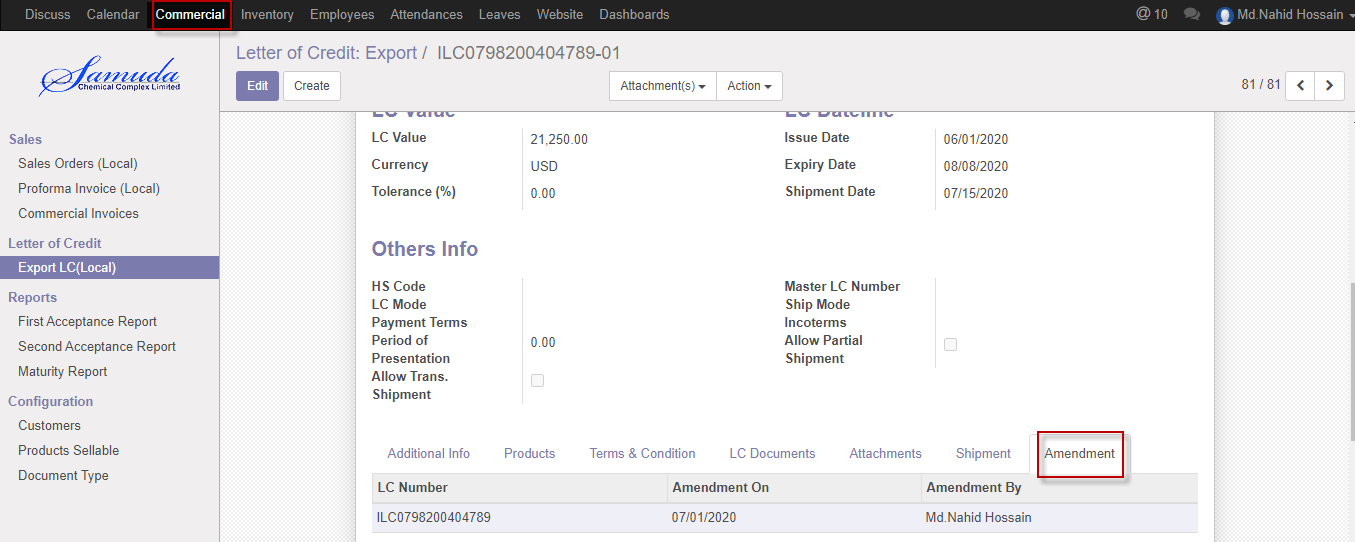 Discuss Calendar Commercial Inventory Employees Attendances Leaves Website Dashboards @ 10 Md.Nahid Hossain
Samuda
Chemical Complex Limited
Letter of Credit: Export / ILC0798200404789-01
Edit Create Attachment(s) Action 81 / 81
Sales
Sales Orders (Local)
Proforma Invoice (Local)
Commercial Invoices
Letter of Credit
Export LC(Local)
Reports
First Acceptance Report
Second Acceptance Report
Maturity Report
Configuration
Customers
Products Sellable
Document Type
LC Value LC Dateline
LC Value 21,250.00 Issue Date 06/01/2020
Currency USD Expiry Date 08/08/2020
Tolerance (%) 0.00 Shipment Date 07/15/2020
Others Info
HS Code Master LC Number
LC Mode Ship Mode
Payment Terms Incoterms
Period of 0.00 Allow Partial
Presentation Shipment
Allow Trans.
Shipment
Additional Info Products Terms & Condition LC Documents Attachments Shipment Amendment
LC Number Amendment On Amendment By
ILC0798200404789 07/01/2020 Md.Nahid Hossain